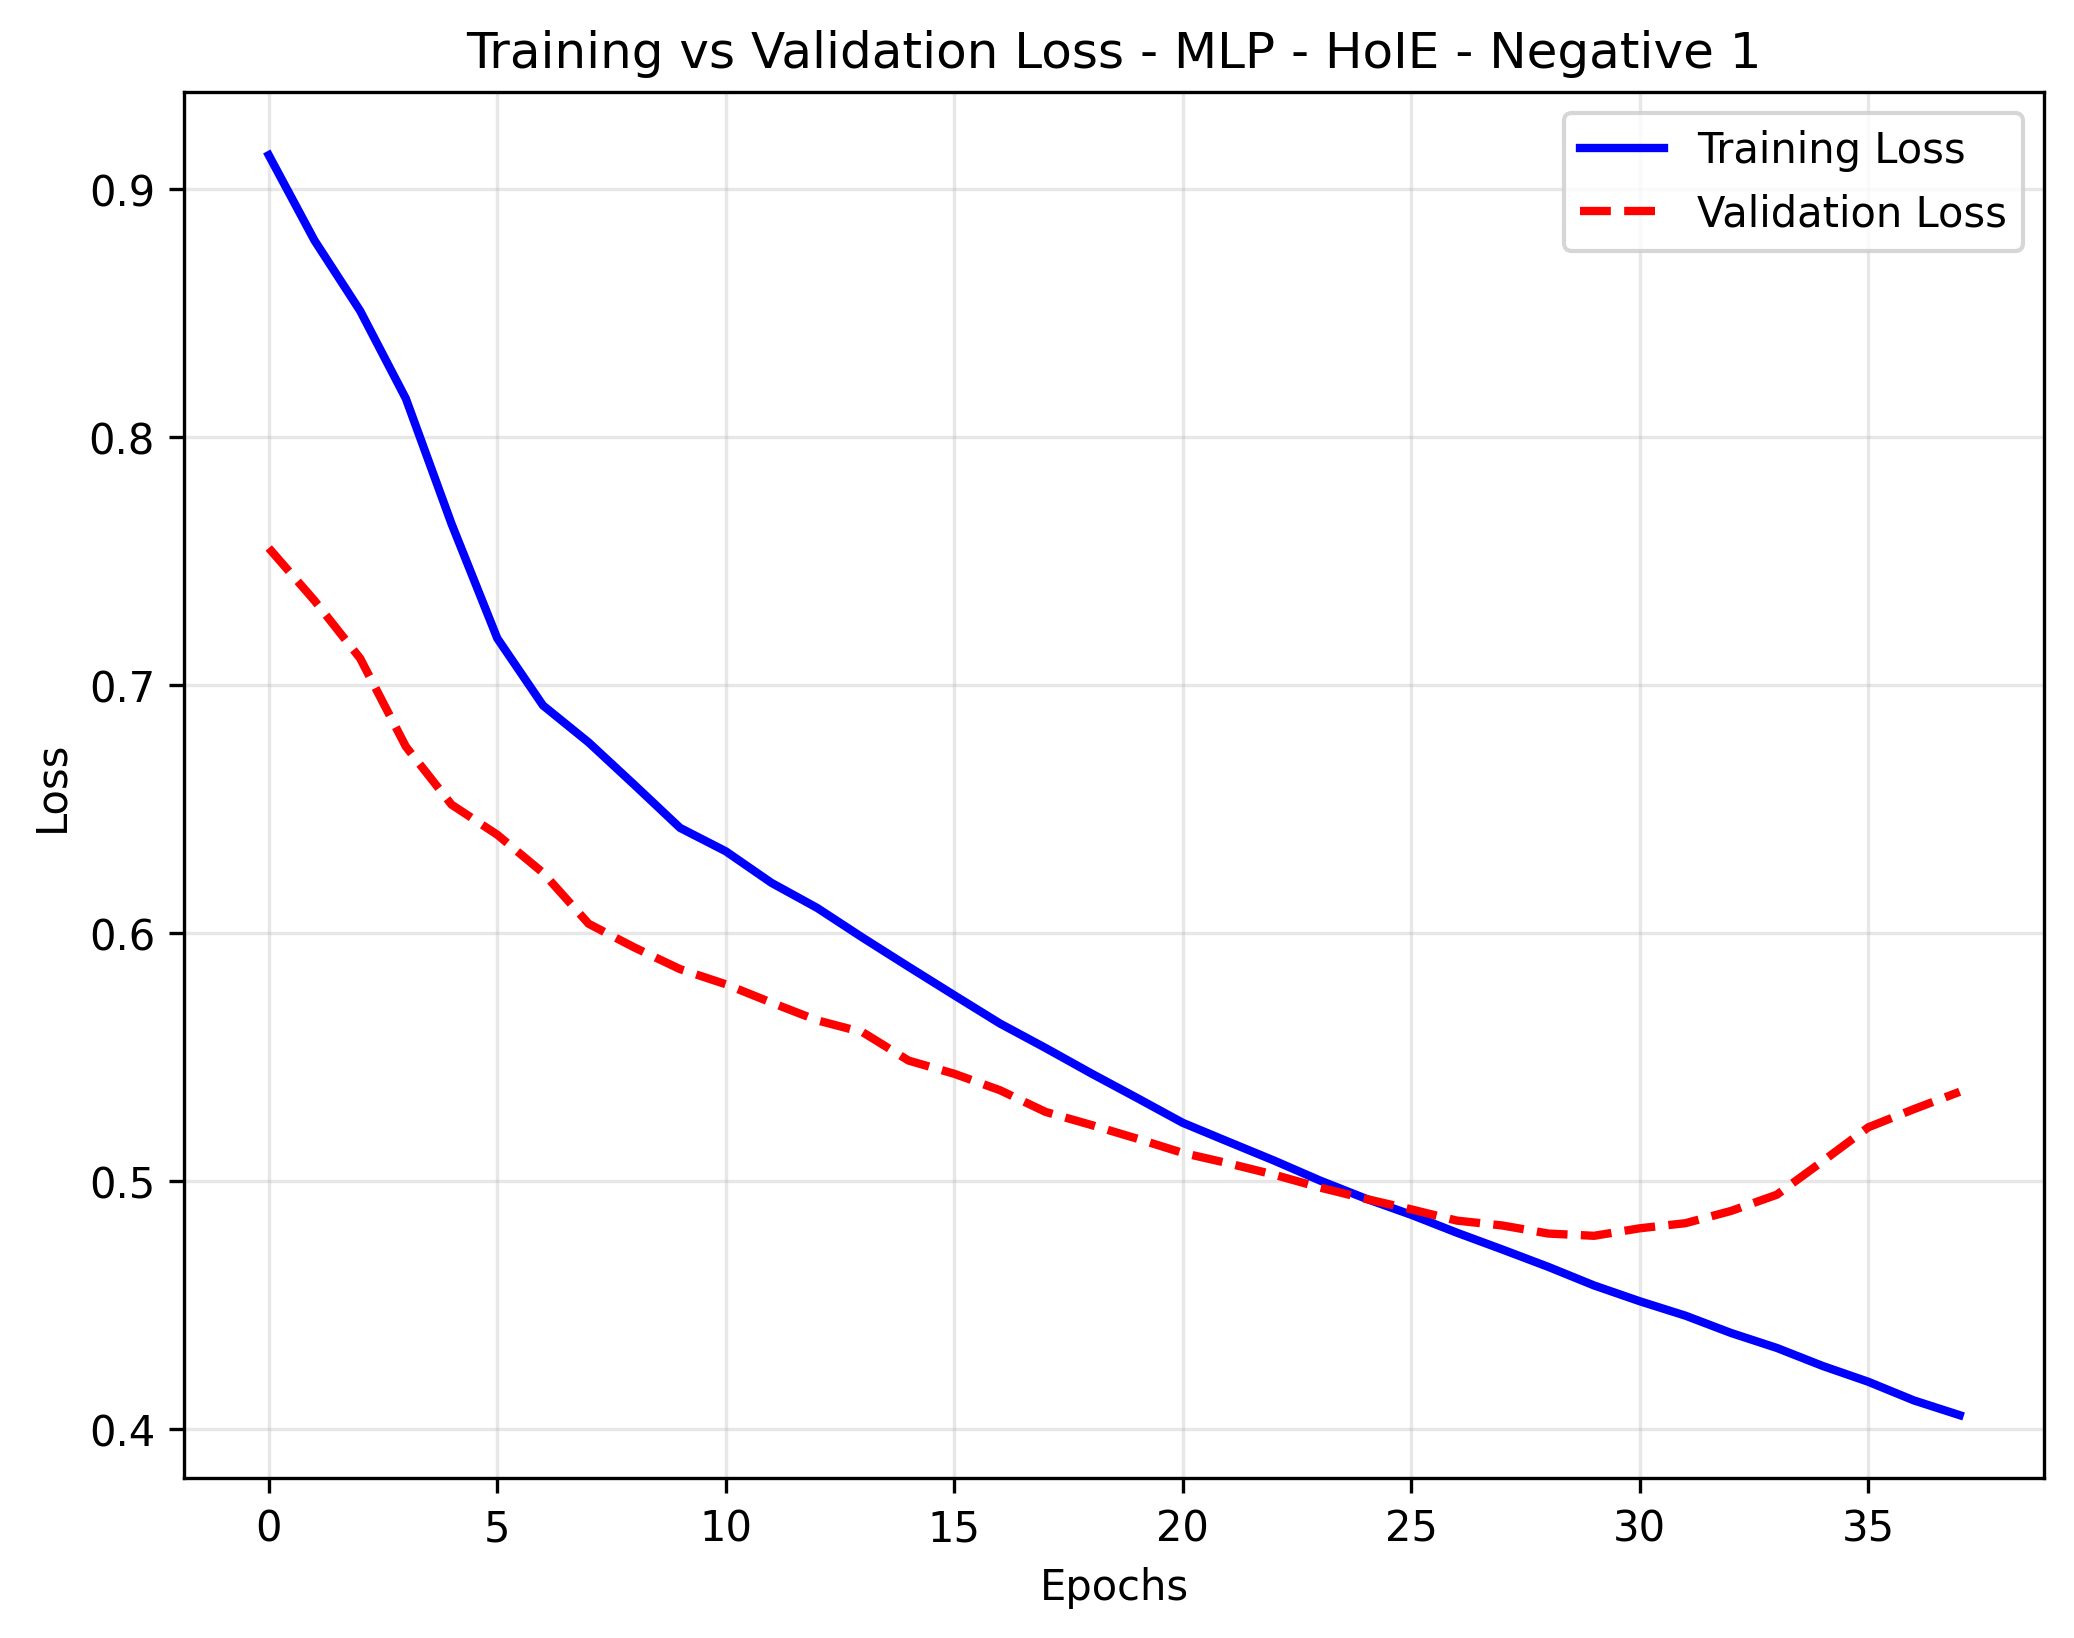 Training vs Validation Loss - MLP - HolE - Negative 1
Training Loss
Validation Loss
0.9
0.8
0.7
0.6
0.5
0.4
Loss
0 5 10 15 20 25 30 35
Epochs